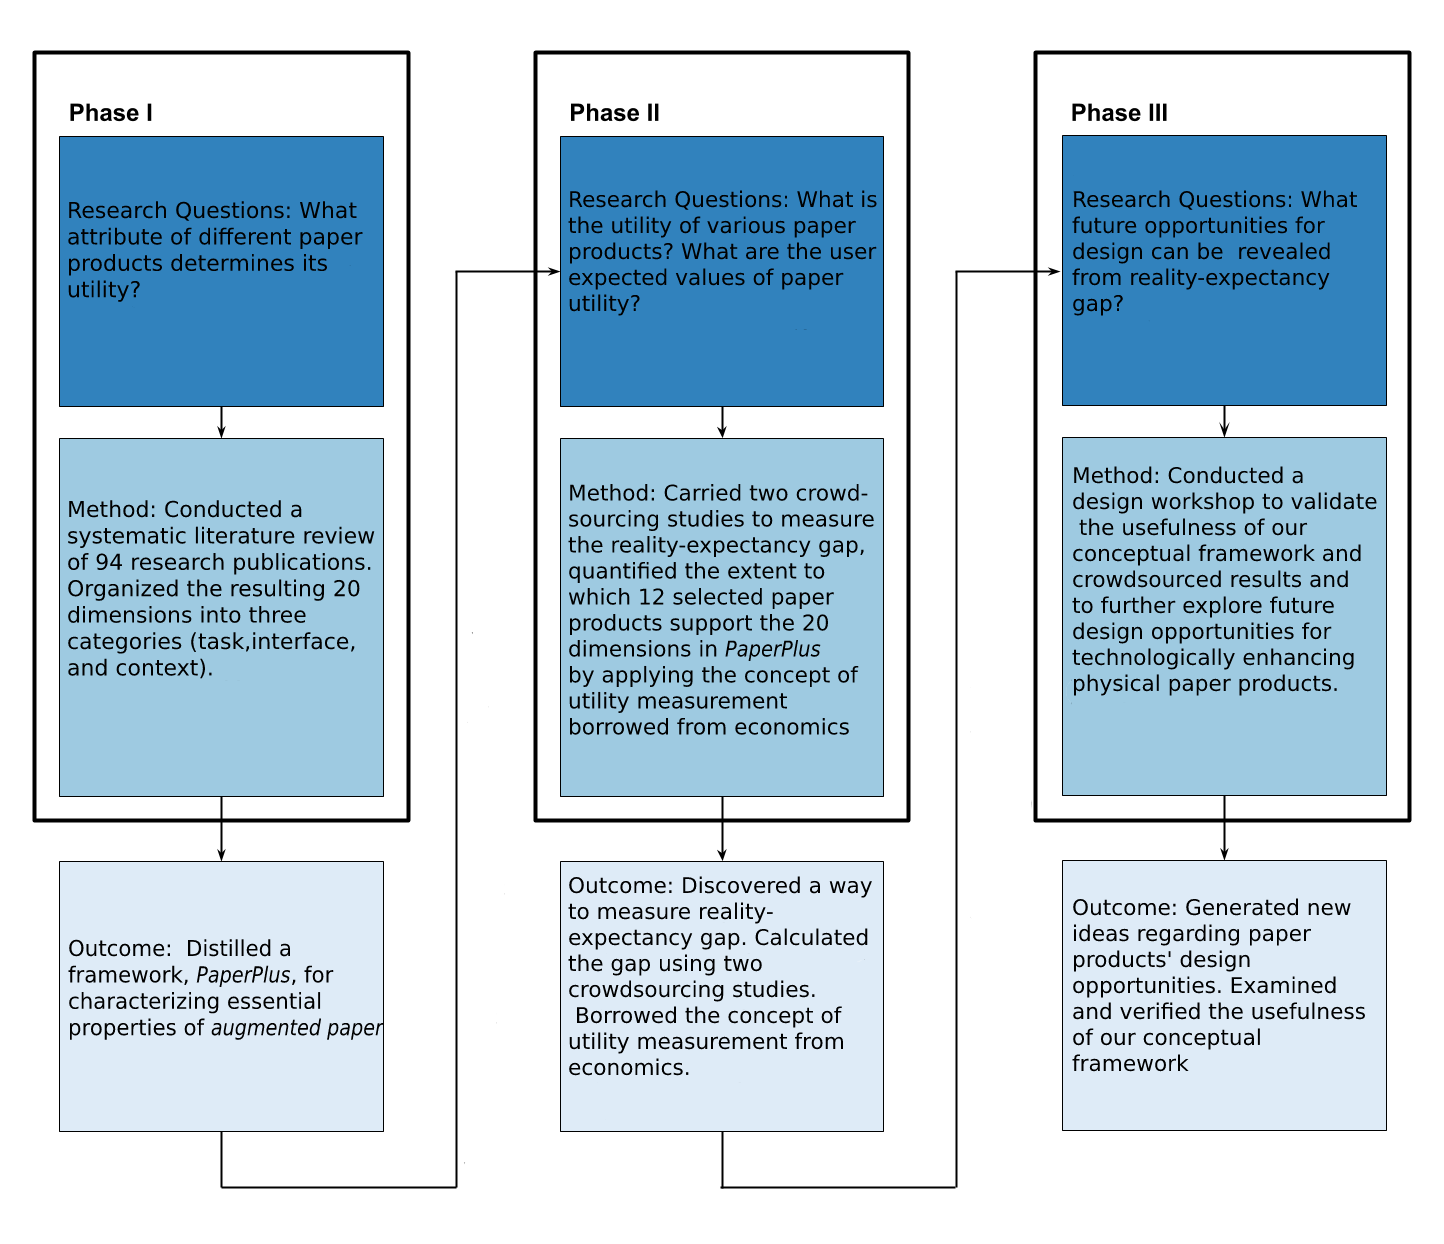 Phase I
Research Questions: What
attribute of different paper
products determines its
utility?
Method: Conducted a
systematic literature review
of 94 research publications.
Organized the resulting 20
dimensions into three
categories (task,interface,
and context).
Outcome:  Distilled a
framework, PaperPlus, for
characterizing essential
properties of augmented paper
Phase II
Research Questions: What is
the utility of various paper
products? What are the user
expected values of paper
utility?
Method: Carried two crowd-
sourcing studies to measure
the reality-expectancy gap,
quantified the extent to
which 12 selected paper
products support the 20
dimensions in PaperPlus
by applying the concept of
utility measurement
borrowed from economics
Outcome: Discovered a way
to measure reality-
expectancy gap. Calculated
the gap using two
crowdsourcing studies.
Borrowed the concept of
utility measurement from
economics.
Phase III
Research Questions: What
future opportunities for
design can be  revealed
from reality-expectancy
gap?
Method: Conducted a
design workshop to validate
the usefulness of our
conceptual framework and
crowdsourced results and
to further explore future
design opportunities for
technologically enhancing
physical paper products.
Outcome: Generated new
ideas regarding paper
products' design
opportunities. Examined
and verified the usefulness
of our conceptual
framework